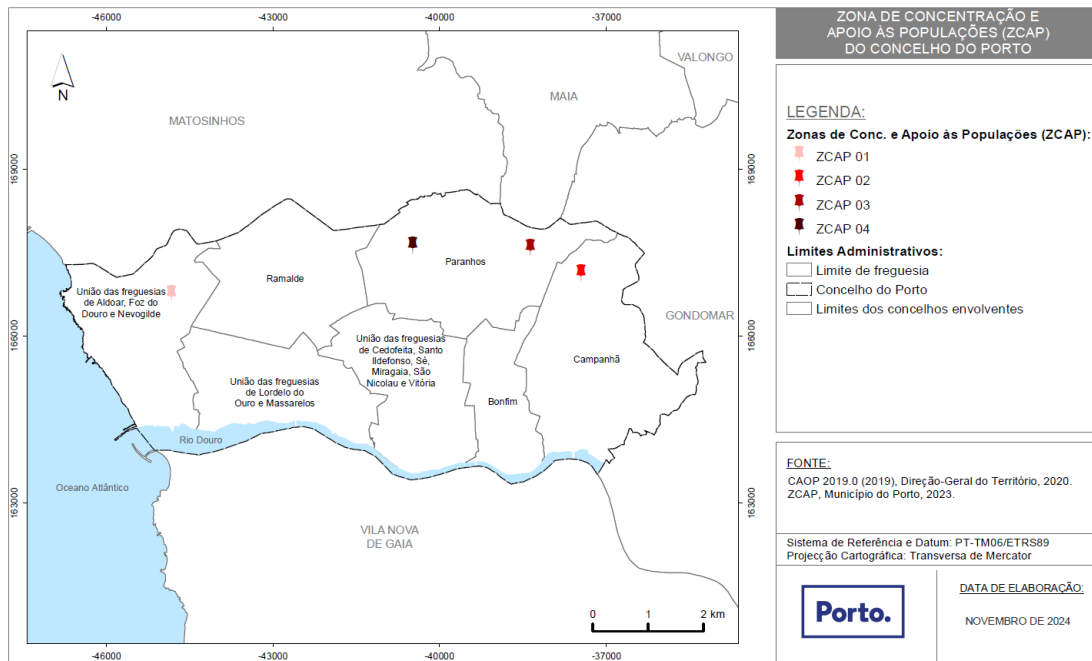 -46000
-43000
-40000
-37000
169000
166000
163000
N
VALONGO
MAIA
MATOSINHOS
GONDOMAR
Paranhos
Ramalde
União das freguesias
de Aldoar, Foz do
Douro e Nevogilde
União das freguesias
de Cedofeita, Santo
Ildefonso, Sé,
Miragaia, São
Nicolau e Vitória
Campanhã
União das freguesias
de Lordelo do
Ouro e Massarelos
Bonfim
Rio Douro
Oceano Atlântico
VILA NOVA
DE GAIA
0 1 2 km
169000
166000
163000
-46000
-43000
-40000
-37000
ZONA DE CONCENTRAÇÃO E
APOIO ÀS POPULAÇÕES (ZCAP)
DO CONCELHO DO PORTO
LEGENDA:
Zonas de Conc. e Apoio às Populações (ZCAP):
ZCAP 01
ZCAP 02
ZCAP 03
ZCAP 04
Limites Administrativos:
Limite de freguesia
Concelho do Porto
Limites dos concelhos envolventes
FONTE:
CAOP 2019.0 (2019), Direção-Geral do Território, 2020.
ZCAP, Município do Porto, 2023.
Sistema de Referência e Datum: PT-TM06/ETRS89
Projecção Cartográfica: Transversa de Mercator
Porto.
DATA DE ELABORAÇÃO:
NOVEMBRO DE 2024